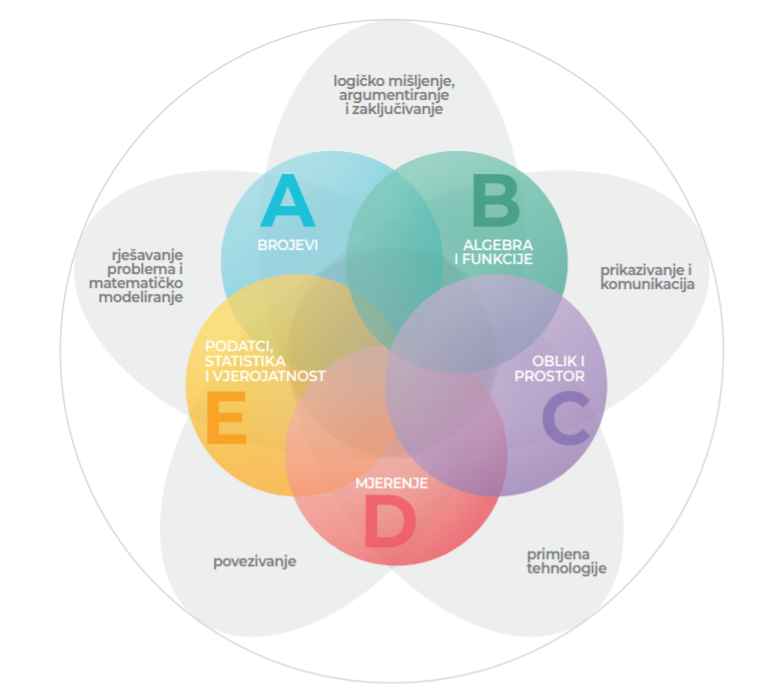 logičko mišljenje,
argumentiranje
i zaključivanje
A
BROJEVI
B
ALGEBRA
I FUNKCIJE
rješavanje
problema i
matematičko
modeliranje
prikazivanje i
komunikacija
PODATCI,
STATISTIKA
I VJEROJATNOST
E
OBLIK I
PROSTOR
C
MJERENJE
D
povezivanje
primjena
tehnologije